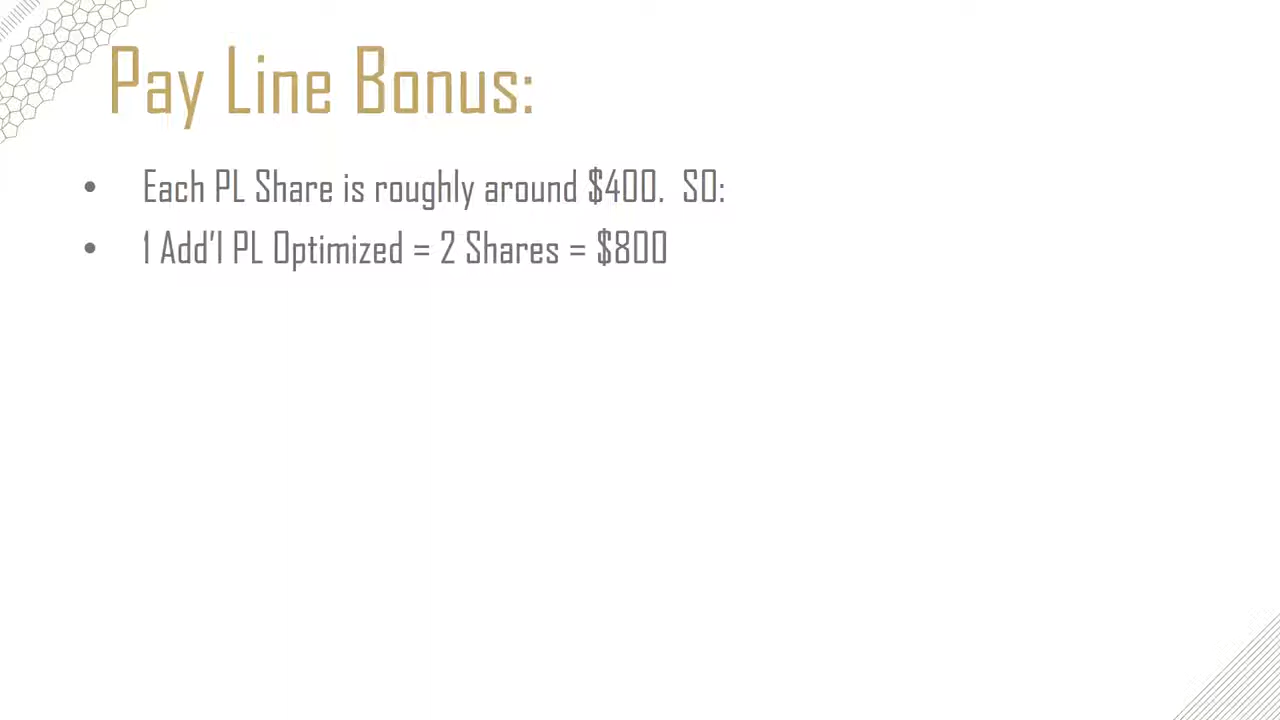 Pay Line Bonus:
• Each PL Share is roughly around $400.  SO:
• 1 Add'l PL Optimized = 2 Shares = $800